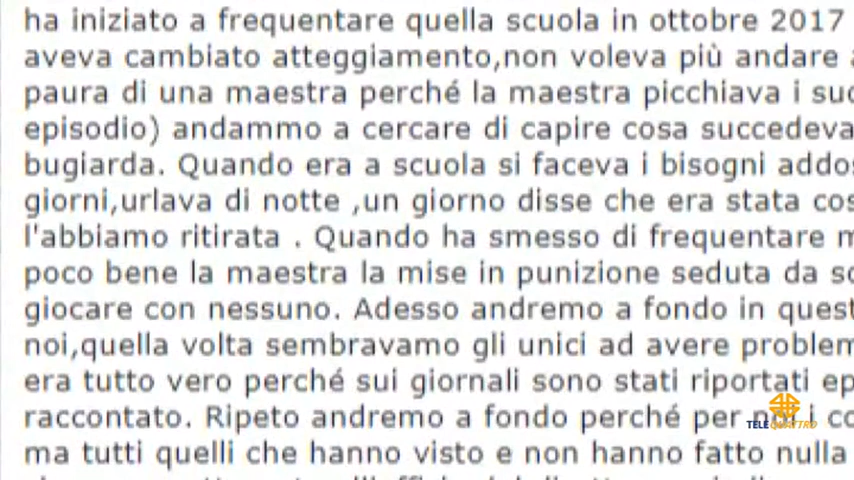 ha iniziato a frequentare quella scuola in ottobre 2017
aveva cambiato atteggiamento,non voleva più andare
paura di una maestra perché la maestra picchiava i
episodio) andammo a cercare di capire cosa succedeva
bugiarda. Quando era a scuola si faceva i bisogni
giorni,urlava di notte ,un giorno disse che era stata
l'abbiamo ritirata . Quando ha smesso di frequentare
poco bene la maestra la mise in punizione seduta da
giocare con nessuno. Adesso andremo a fondo in
noi,quella volta sembravamo gli unici ad avere
era tutto vero perché sui giornali sono stati riportati
raccontato. Ripeto andremo a fondo perché per noi i
ma tutti quelli che hanno visto e non hanno fatto nulla
TELEQUATTRO